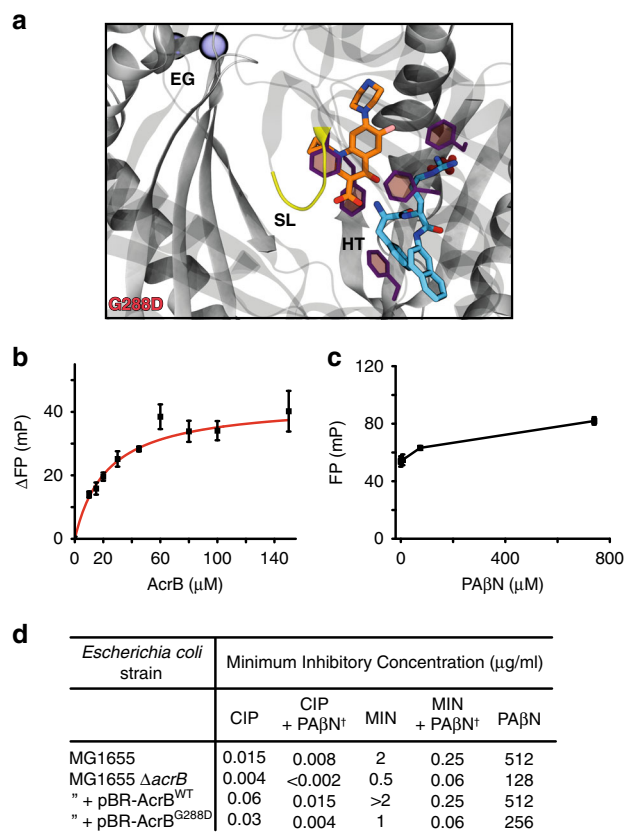 a
EG
SL
HT
G288D
b
c
ΔFP (mP)
40
20
0
0
20
60
100
140
AcrB (μM)
FP (mP)
120
80
40
0
0
400
800
PAβN (μM)
d
Escherichia coli strain
Minimum Inhibitory Concentration (μg/ml)
CIP
CIP + PAβN†
MIN
MIN + PAβN†
PAβN
MG1655 0.015 0.008 2 0.25 512
MG1655 ΔacrB 0.004 <0.002 0.5 0.06 128
” + pBR-AcrBWT 0.06 0.015 >2 0.25 512
” + pBR-AcrBG288D 0.03 0.004 1 0.06 256